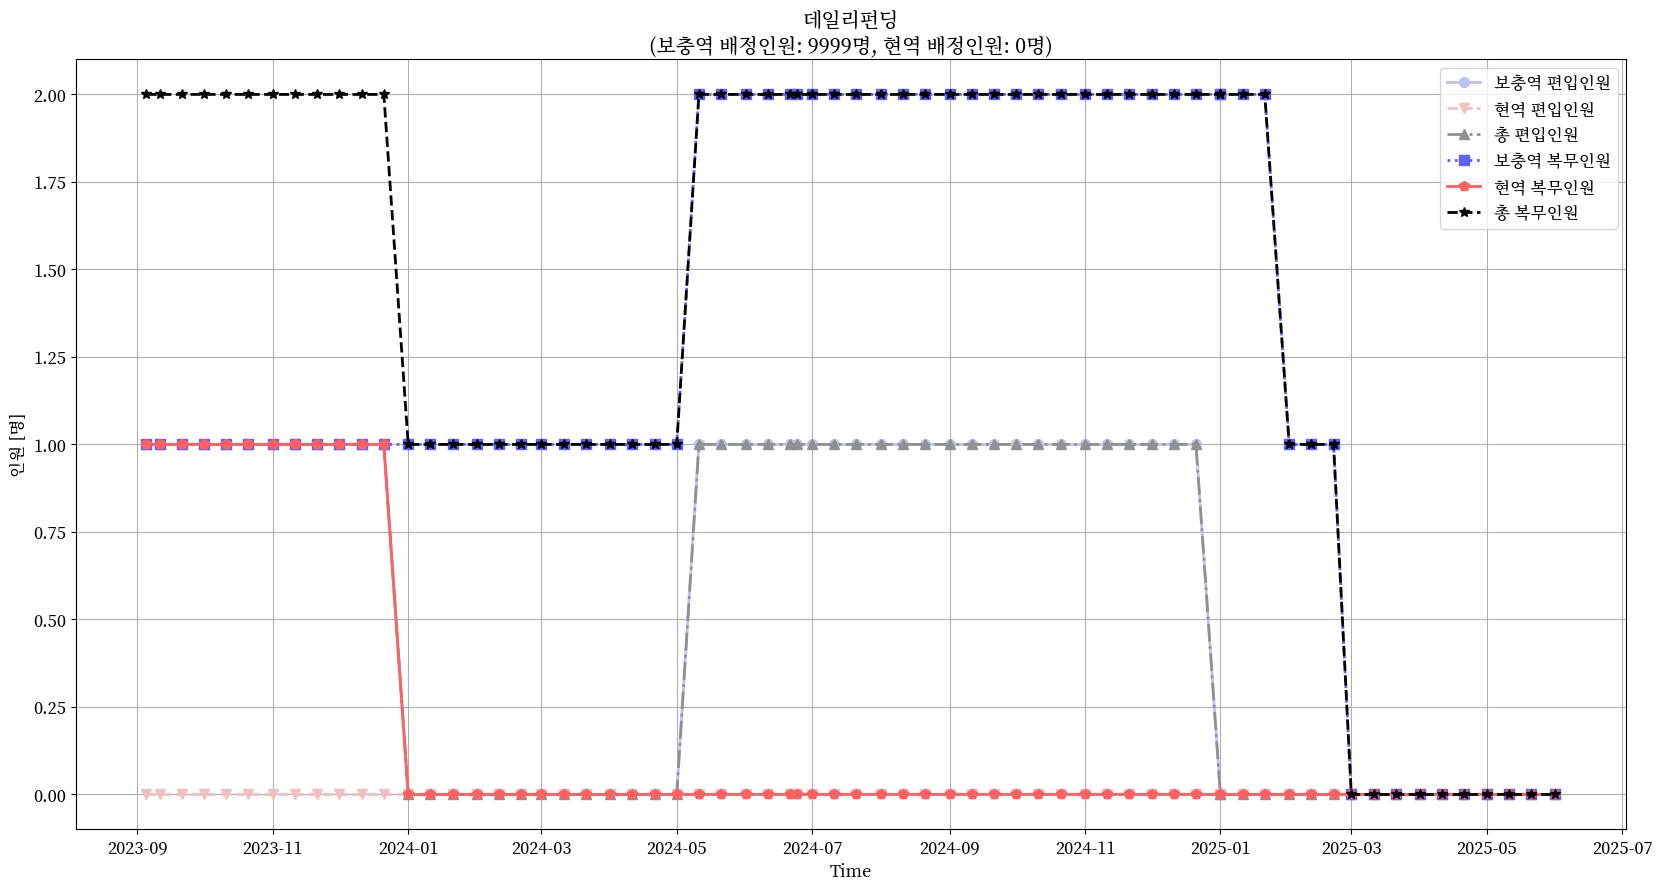 데일리펀딩
(보충역 배정인원: 9999명, 현역 배정인원: 0명)
보충역 편입인원
현역 편입인원
총 편입인원
보충역 복무인원
현역 복무인원
총 복무인원
인원 [명]
2.00
1.75
1.50
1.25
1.00
0.75
0.50
0.25
0.00
2023-09 2023-11 2024-01 2024-03 2024-05 2024-07 2024-09 2024-11 2025-01 2025-03 2025-05 2025-07
Time